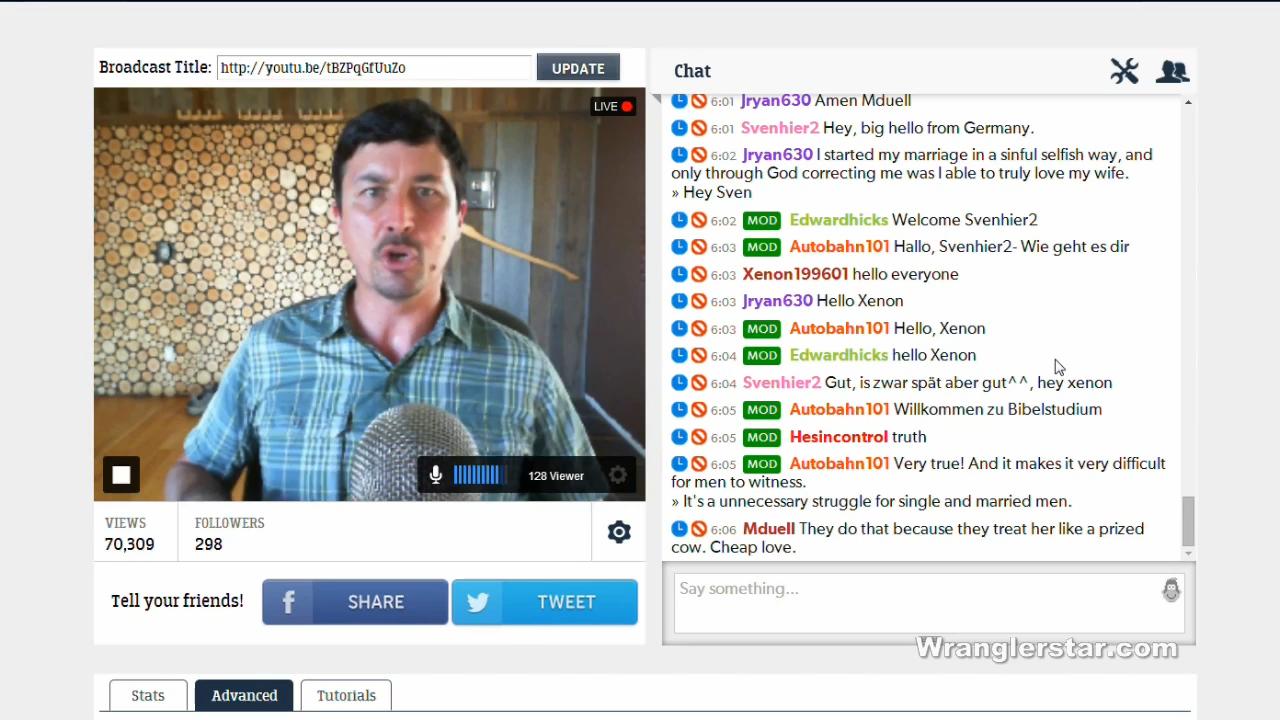 Broadcast Title: http://youtu.be/tBZPqGfUuZo UPDATE
LIVE
128 Viewer
VIEWS
70,309
FOLLOWERS
298
Tell your friends! f SHARE TWEET
Stats Advanced Tutorials
Chat
6:01 Jryan630 Amen Mduell
6:01 Svenhier2 Hey, big hello from Germany.
6:02 Jryan630 I started my marriage in a sinful selfish way, and
only through God correcting me was I able to truly love my wife.
» Hey Sven
6:02 MOD Edwardhicks Welcome Svenhier2
6:03 MOD Autobahn101 Hallo, Svenhier2- Wie geht es dir
6:03 Xenon199601 hello everyone
6:03 Jryan630 Hello Xenon
6:03 MOD Autobahn101 Hello, Xenon
6:04 MOD Edwardhicks hello Xenon
6:04 Svenhier2 Gut, is zwar spät aber gut^^, hey xenon
6:05 MOD Autobahn101 Willkommen zu Bibelstudium
6:05 MOD Hesincontrol truth
6:05 MOD Autobahn101 Very true! And it makes it very difficult
for men to witness.
» It's a unnecessary struggle for single and married men.
6:06 Mduell They do that because they treat her like a prized
cow. Cheap love.
Say something...
Wranglerstar.com